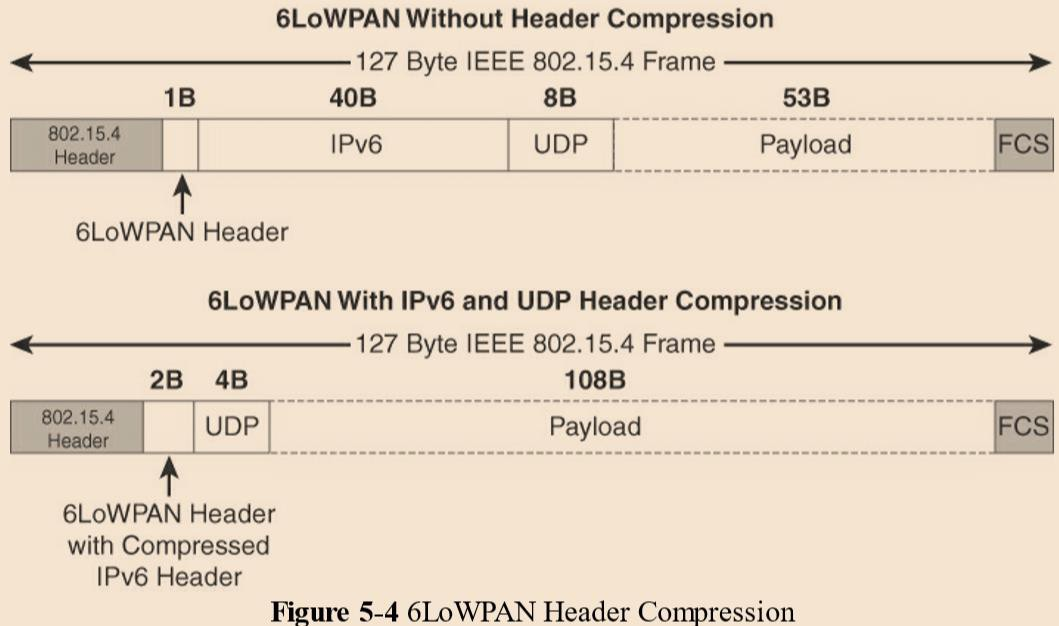 6LoWPAN Without Header Compression
127 Byte IEEE 802.15.4 Frame
1B 40B 8B 53B
802.15.4
Header
IPv6 UDP Payload FCS
6LoWPAN Header
6LoWPAN With IPv6 and UDP Header Compression
127 Byte IEEE 802.15.4 Frame
2B 4B 108B
802.15.4
Header
UDP Payload FCS
6LoWPAN Header
with Compressed
IPv6 Header
Figure 5-4 6LoWPAN Header Compression